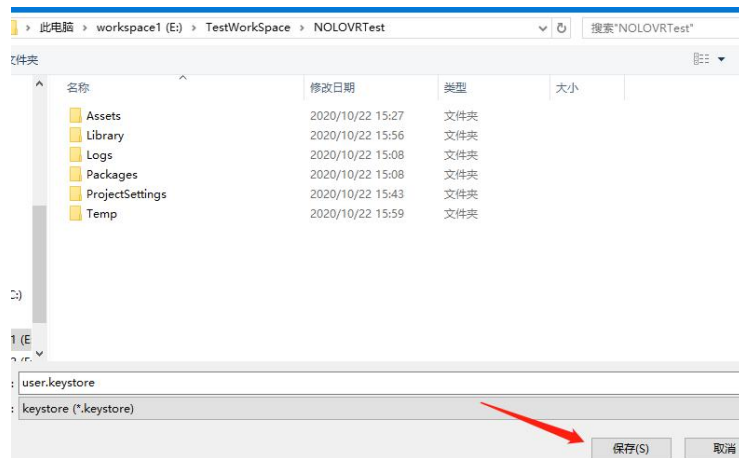 › 此电脑 › workspace1 (E:) › TestWorkSpace › NOLOVRTest 搜索"NOLOVRTest"
文件夹
名称 修改日期 类型 大小
Assets 2020/10/22 15:27 文件夹
Library 2020/10/22 15:56 文件夹
Logs 2020/10/22 15:08 文件夹
Packages 2020/10/22 15:08 文件夹
ProjectSettings 2020/10/22 15:43 文件夹
Temp 2020/10/22 15:59 文件夹
C:)
1 (E
: user.keystore
: keystore (*.keystore)
保存(S) 取消